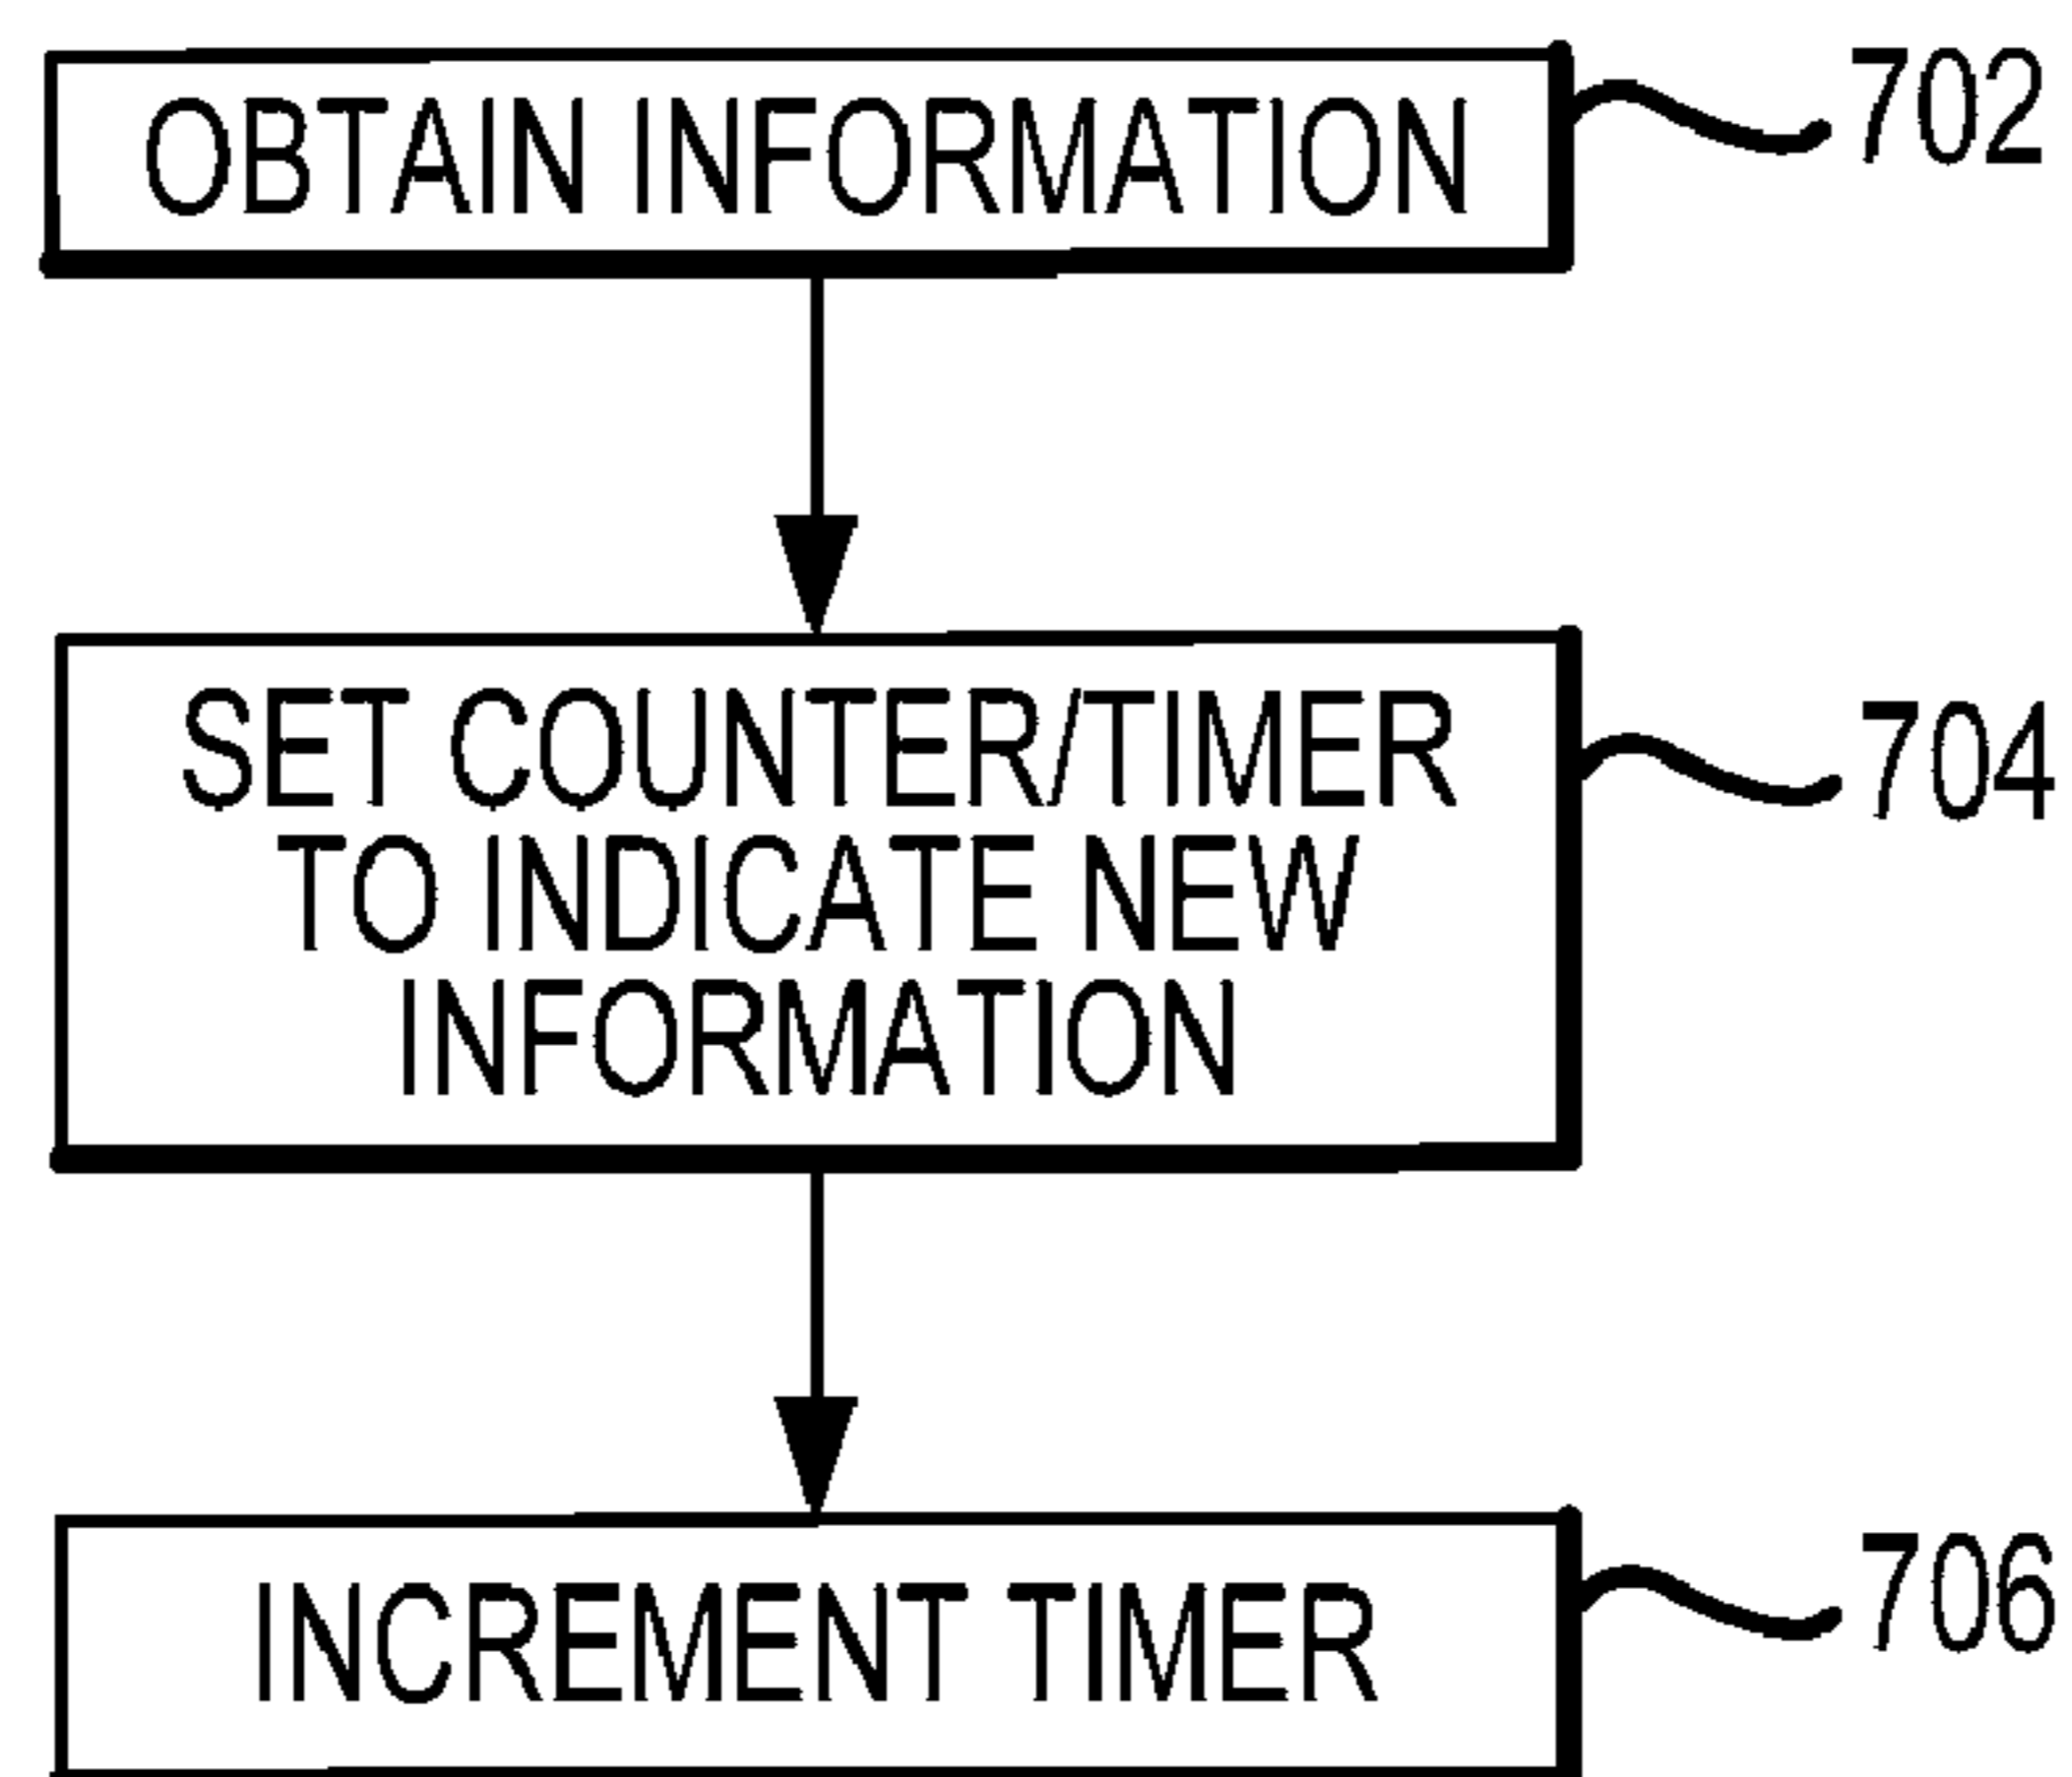 OBTAIN INFORMATION
702
SET COUNTER/TIMER
TO INDICATE NEW
INFORMATION
704
INCREMENT TIMER
706